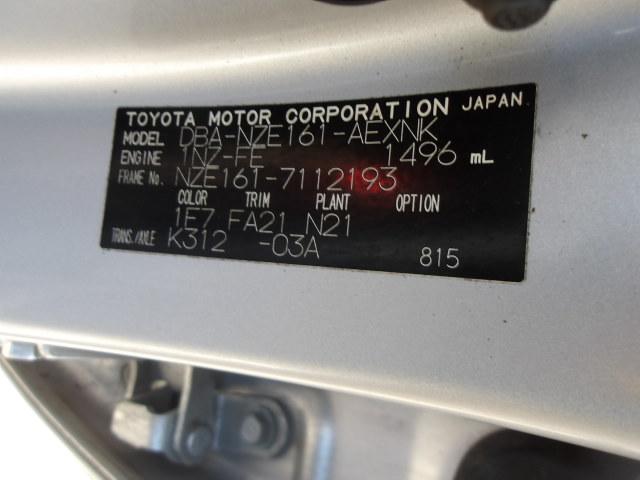 TOYOTA MOTOR CORPORATION JAPAN
MODEL DBA-NZE161-AEXNK
ENGINE 1NZ-FE 1496 mL
FRAME No. NZE161-7112193
COLOR TRIM PLANT OPTION
1E7 FA21 N21
TRANS./AXLE K312 -03A
815